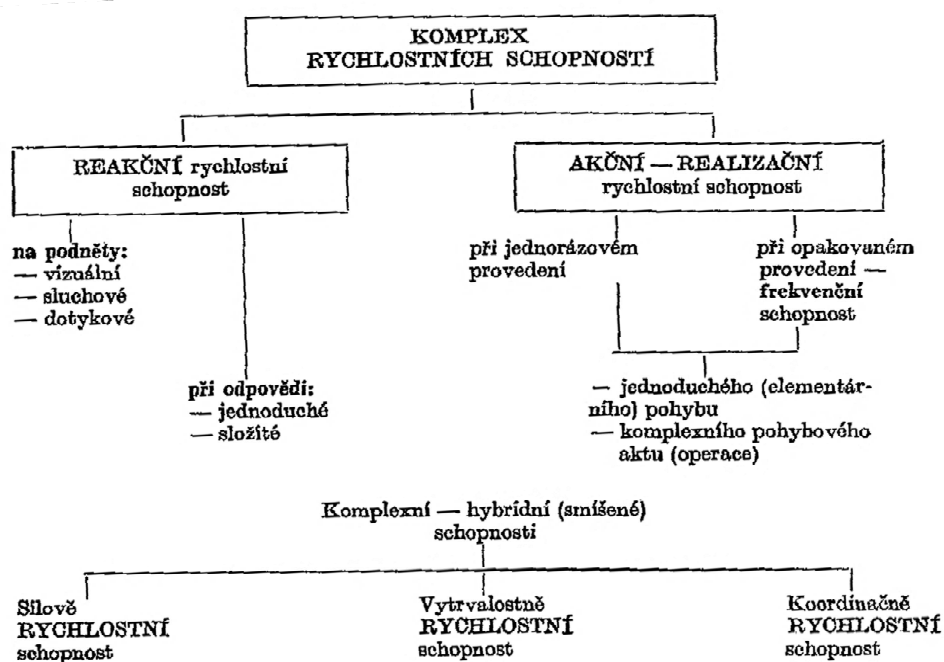 KOMPLEX
RYCHLOSTNÍCH SCHOPNOSTÍ
REAKČNÍ rychlostní
schopnost
AKČNÍ — REALIZAČNÍ
rychlostní schopnost
na podněty:
— vizuální
— sluchové
— dotykové
při odpovědi:
— jednoduché
— složité
při jednorázovém
provedení
při opakovaném
provedení —
frekvenční
schopnost
— jednoduchého (elementár-
ního) pohybu
— komplexního pohybového
aktu (operace)
Komplexní — hybridní (smíšené)
schopnosti
Silově
RYCHLOSTNÍ
schopnost
Vytrvalostně
RYCHLOSTNÍ
schopnost
Koordinačně
RYCHLOSTNÍ
schopnost